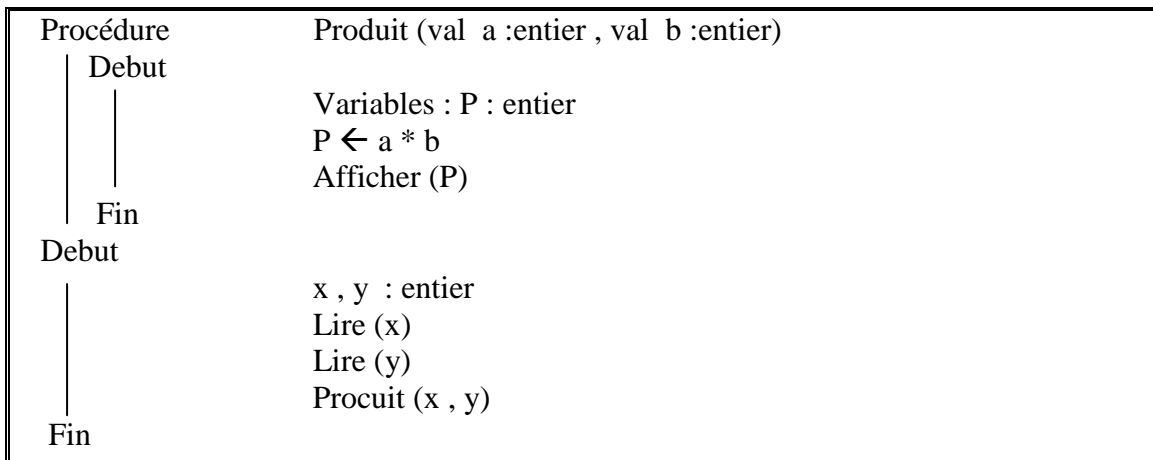 Procédure Produit (val a :entier , val b :entier)
Debut
Variables : P : entier
P ← a * b
Afficher (P)
Fin
Debut
x , y : entier
Lire (x)
Lire (y)
Procuit (x , y)
Fin